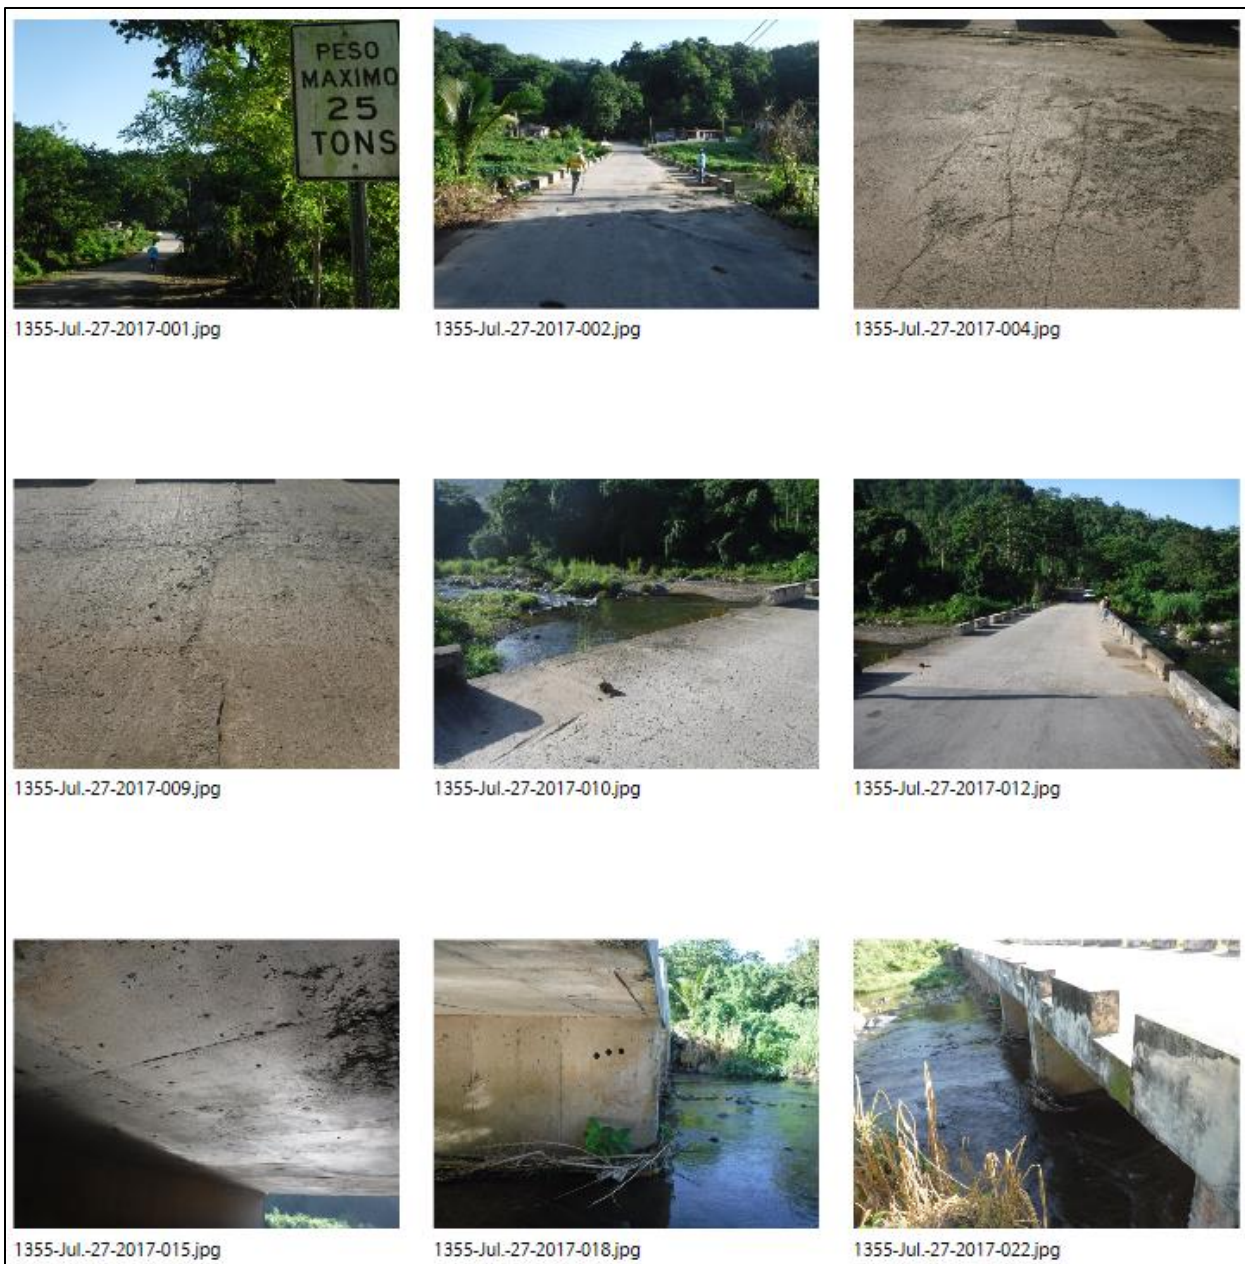 PESO
MAXIMO
25
TONS
1355-Jul.-27-2017-001.jpg
1355-Jul.-27-2017-002.jpg
1355-Jul.-27-2017-004.jpg
1355-Jul.-27-2017-009.jpg
1355-Jul.-27-2017-010.jpg
1355-Jul.-27-2017-012.jpg
1355-Jul.-27-2017-015.jpg
1355-Jul.-27-2017-018.jpg
1355-Jul.-27-2017-022.jpg